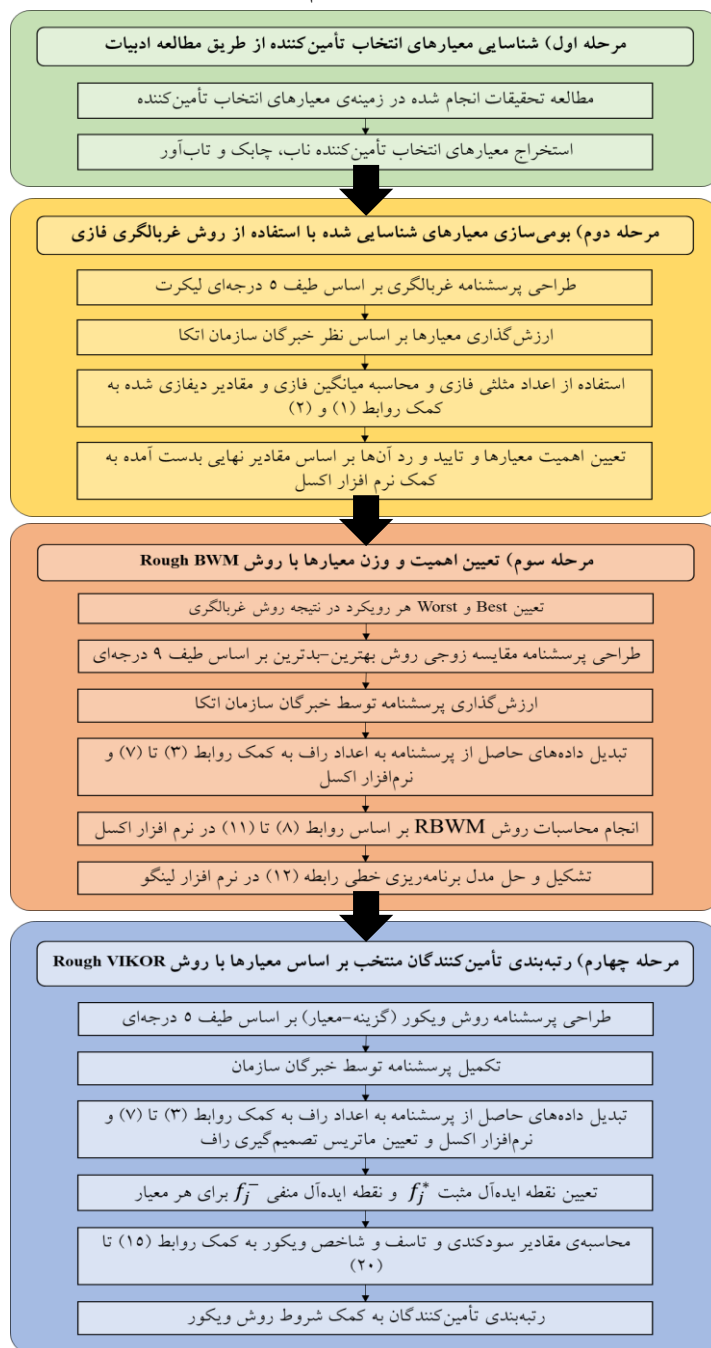 مرحله اول) شناسایی معیارهای انتخاب تأمین‌کننده از طریق مطالعه ادبیات
مطالعه تحقیقات انجام شده در زمینه‌ی معیارهای انتخاب تأمین‌کننده
استخراج معیارهای انتخاب تأمین‌کننده ناب، چابک و تاب‌آور
مرحله دوم) بومی‌سازی معیارهای شناسایی شده با استفاده از روش غربالگری فازی
طراحی پرسشنامه غربالگری بر اساس طیف ۵ درجه‌ای لیکرت
ارزش‌گذاری معیارها بر اساس نظر خبرگان سازمان اتکا
استفاده از اعداد مثلثی فازی و محاسبه میانگین فازی و مقادیر دیفازی شده به
کمک روابط (۱) و (۲)
تعیین اهمیت معیارها و تایید و رد آن‌ها بر اساس مقادیر نهایی بدست آمده به
کمک نرم افزار اکسل
مرحله سوم) تعیین اهمیت و وزن معیارها با روش Rough BWM
تعیین Best و Worst هر رویکرد در نتیجه روش غربالگری
طراحی پرسشنامه مقایسه زوجی روش بهترین-بدترین بر اساس طیف ۹ درجه‌ای
ارزش‌گذاری پرسشنامه توسط خبرگان سازمان اتکا
تبدیل داده‌های حاصل از پرسشنامه به اعداد راف به کمک روابط (۳) تا (۷) و
نرم‌افزار اکسل
انجام محاسبات روش RBWM بر اساس روابط (۸) تا (۱۱) در نرم افزار اکسل
تشکیل و حل مدل برنامه‌ریزی خطی رابطه (۱۲) در نرم افزار لینگو
مرحله چهارم) رتبه‌بندی تأمین‌کنندگان منتخب بر اساس معیارها با روش Rough VIKOR
طراحی پرسشنامه روش ویکور (گزینه-معیار) بر اساس طیف ۵ درجه‌ای
تکمیل پرسشنامه توسط خبرگان سازمان
تبدیل داده‌های حاصل از پرسشنامه به اعداد راف به کمک روابط (۳) تا (۷) و
نرم‌افزار اکسل و تعیین ماتریس تصمیم‌گیری راف
تعیین نقطه ایده‌آل مثبت f_j^* و نقطه ایده‌آل منفی f_j^- برای هر معیار
محاسبه‌ی مقادیر سودکندی و تاسف و شاخص ویکور به کمک روابط (۱۵) تا
(۲۰)
رتبه‌بندی تأمین‌کنندگان به کمک شروط روش ویکور